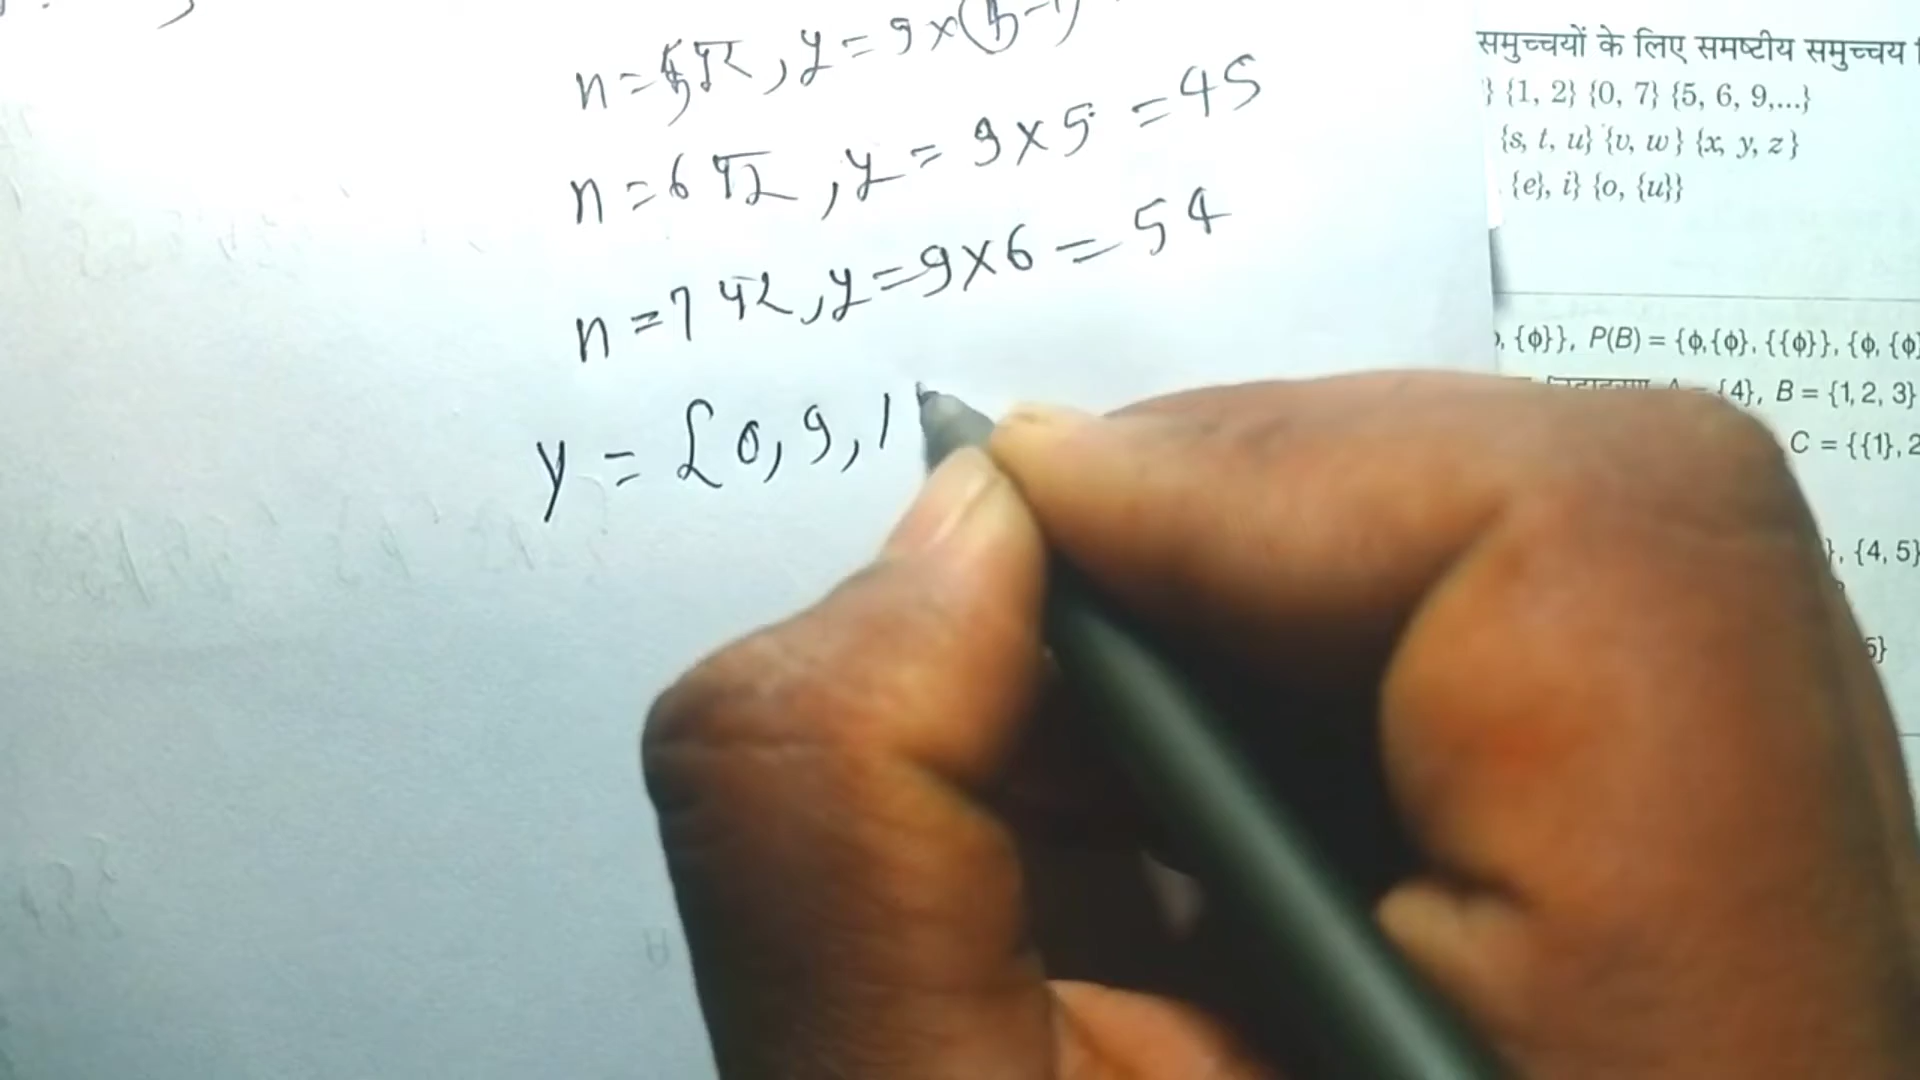 n = 5 पर, y = 9 × (5-1)
n = 6 पर, y = 9 × 5 = 45
n = 7 पर, y = 9 × 6 = 54
y = {0, 9, 1
समुच्चयों के लिए समष्टीय समुच्चय
} {1, 2} {0, 7} {5, 6, 9,...}
{s, t, u} {v, w} {x, y, z}
{e}, i} {o, {u}}
, {ϕ}}, P(B) = {ϕ,{ϕ}, {{ϕ}}, {ϕ, {ϕ}
{4}, B = {1, 2, 3}
C = {{1}, 2
}, {4, 5}
5}